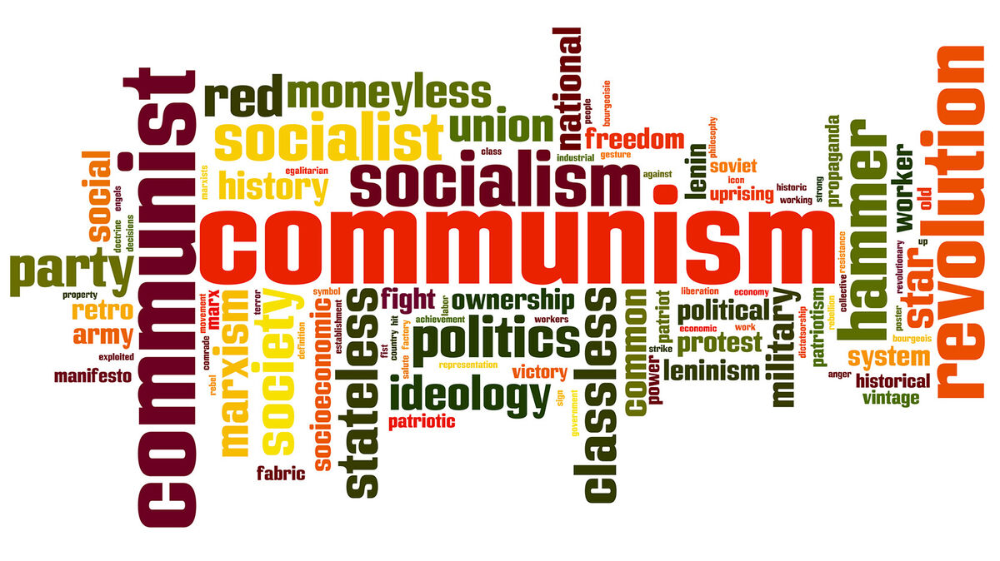 communist
red
moneyless
socialist
union
national
people
bourgeoisie
freedom
gesture
industrial
class
egalitarian
marxists
history
socialism
against
lenin
philosophy
soviet
icon
uprising
historic
working
strong
propaganda
hammer
worker
old
revolution
social
engels
doctrine
decisions
communism
resistance
collective
revolutionary
up
star
party
property
retro
army
exploited
manifesto
movement
marx
comrade
rebel
marxism
terror
society
definition
symbol
socioeconomic
establishment
stateless
fight
fist
hit
country
salute
factory
labor
achievement
ownership
workers
politics
representation
victory
ideology
sign
government
patriotic
classless
common
strike
power
patriot
liberation
economy
political
economic
work
protest
leninism
military
dictatsorship
patriotism
rebellion
poster
bourgeois
system
anger
historical
vintage
fabric